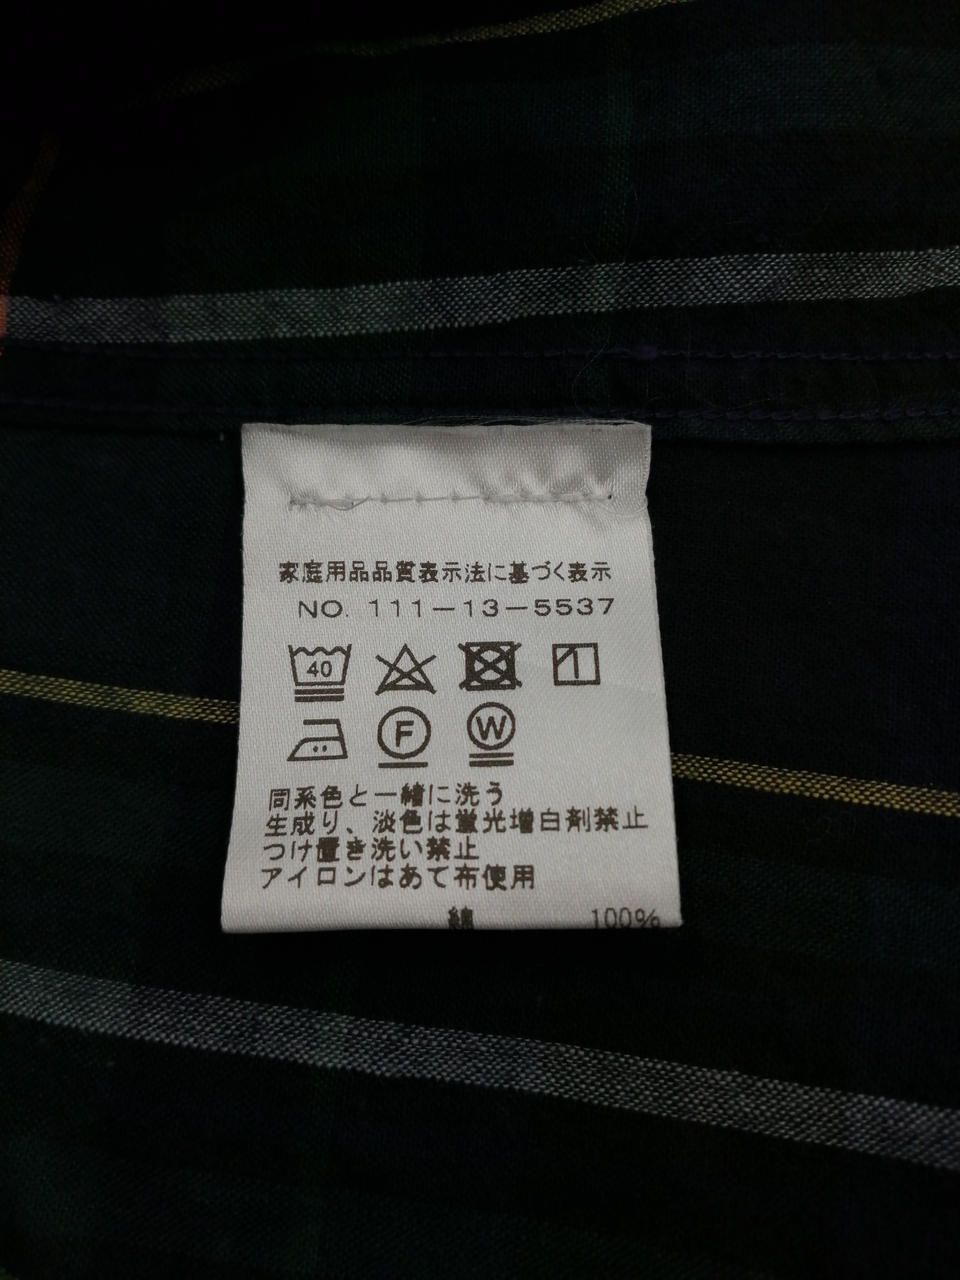 家庭用品品質表示法に基づく表示
NO. 111-13-5537
40
F W
同系色と一緒に洗う
生成り、淡色は蛍光増白剤禁止
つけ置き洗い禁止
アイロンはあて布使用
綿 100%